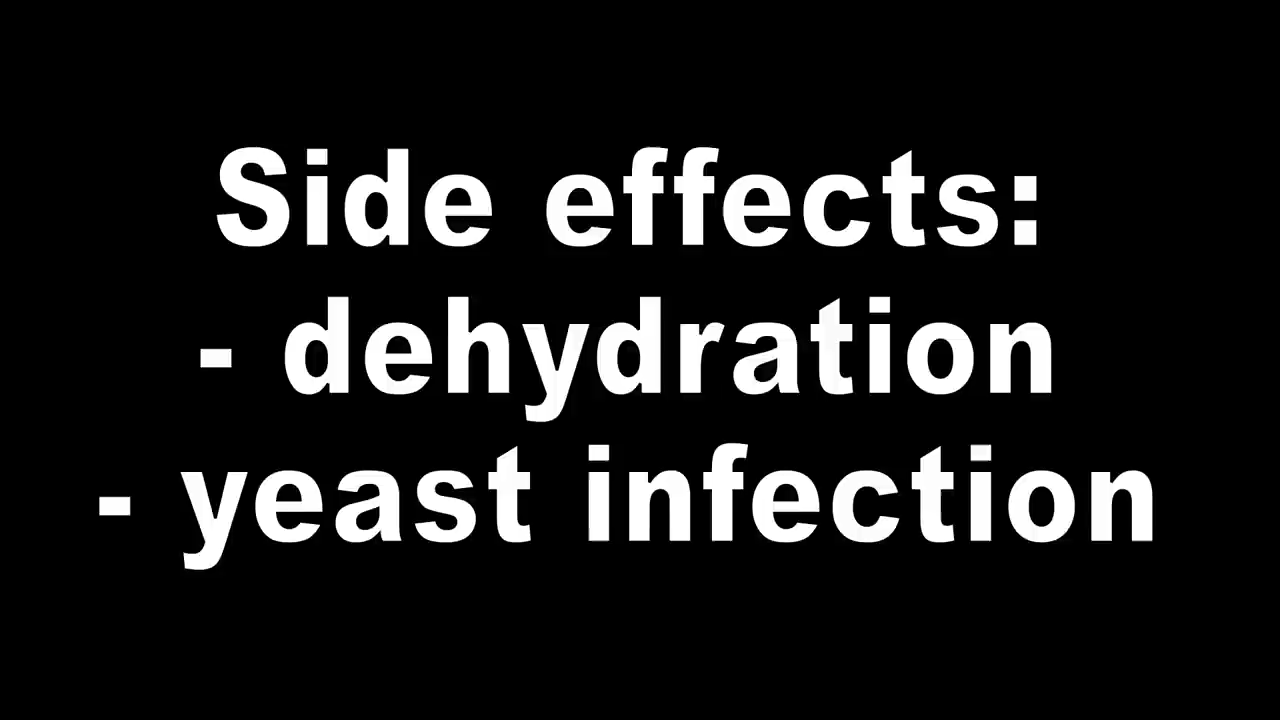 Side effects:
- dehydration
- yeast infection